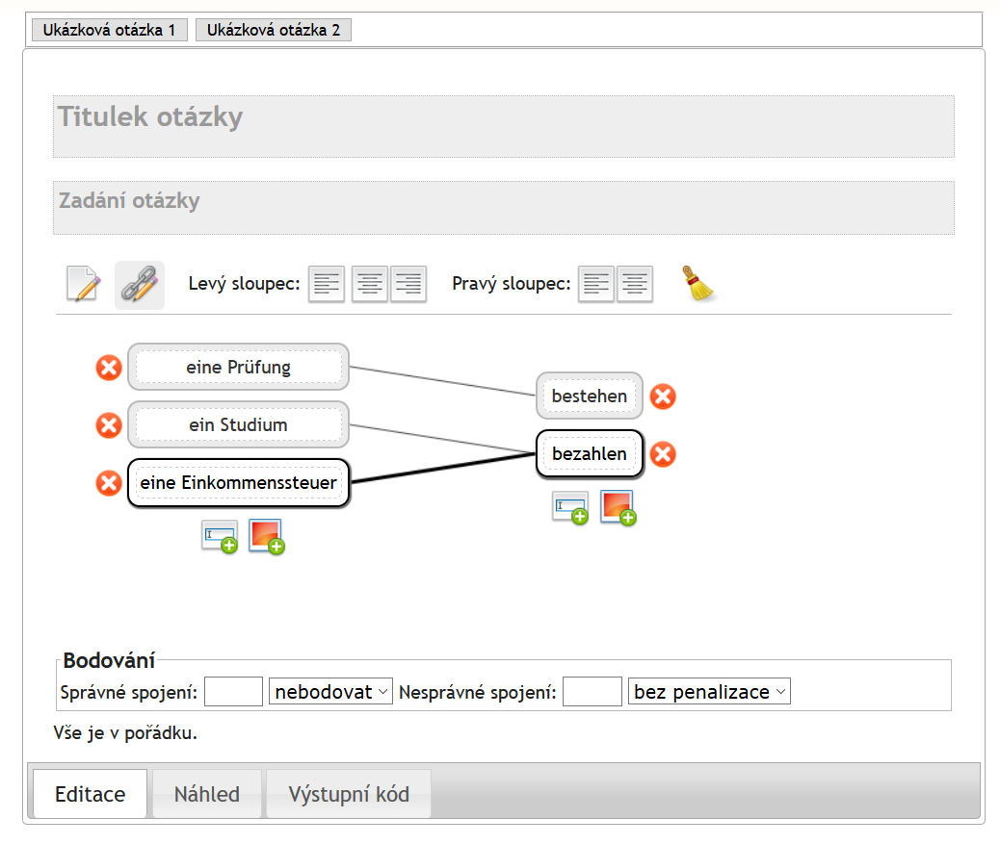 Ukázková otázka 1 Ukázková otázka 2
Titulek otázky
Zadání otázky
Levý sloupec: Pravý sloupec:
eine Prüfung
bestehen
ein Studium
bezahlen
eine Einkommenssteuer
Bodování
Správné spojení: nebodovat Nesprávné spojení: bez penalizace
Vše je v pořádku.
Editace Náhled Výstupní kód